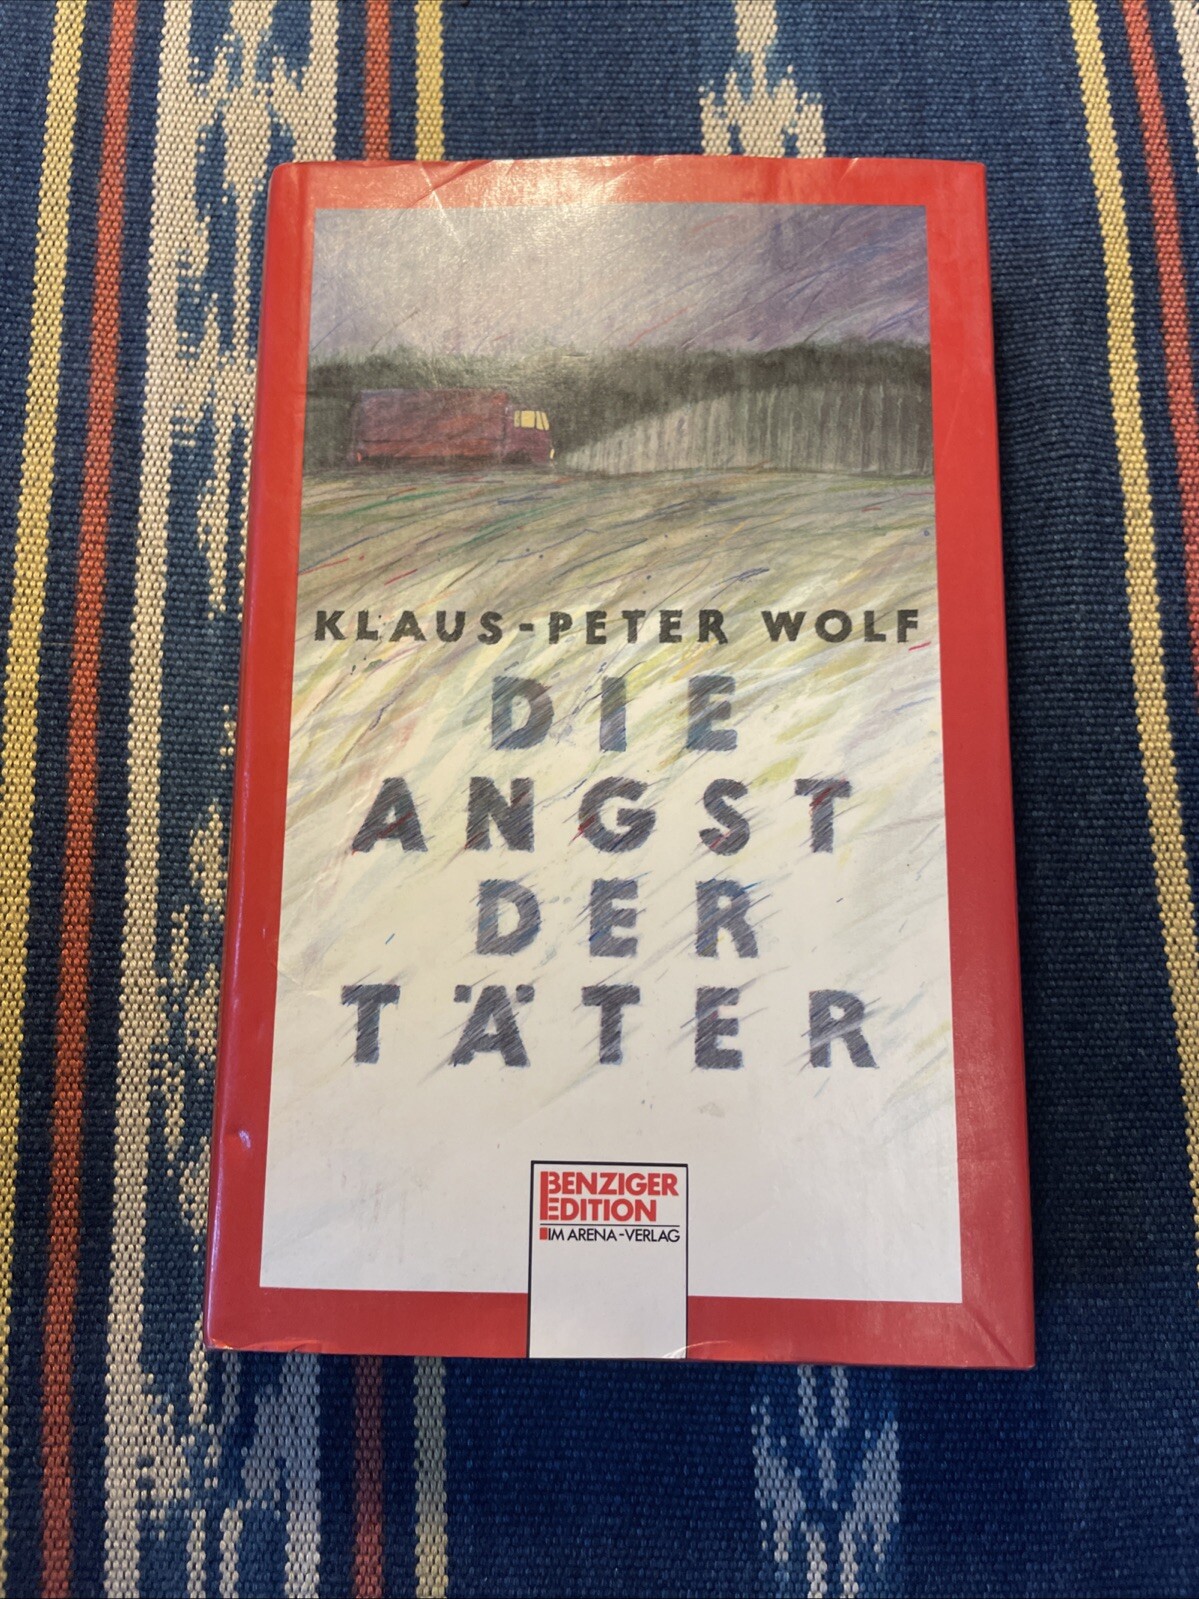 KLAUS-PETER WOLF
DIE
ANGST
DER
TÄTER
BENZIGER
EDITION
IM ARENA-VERLAG